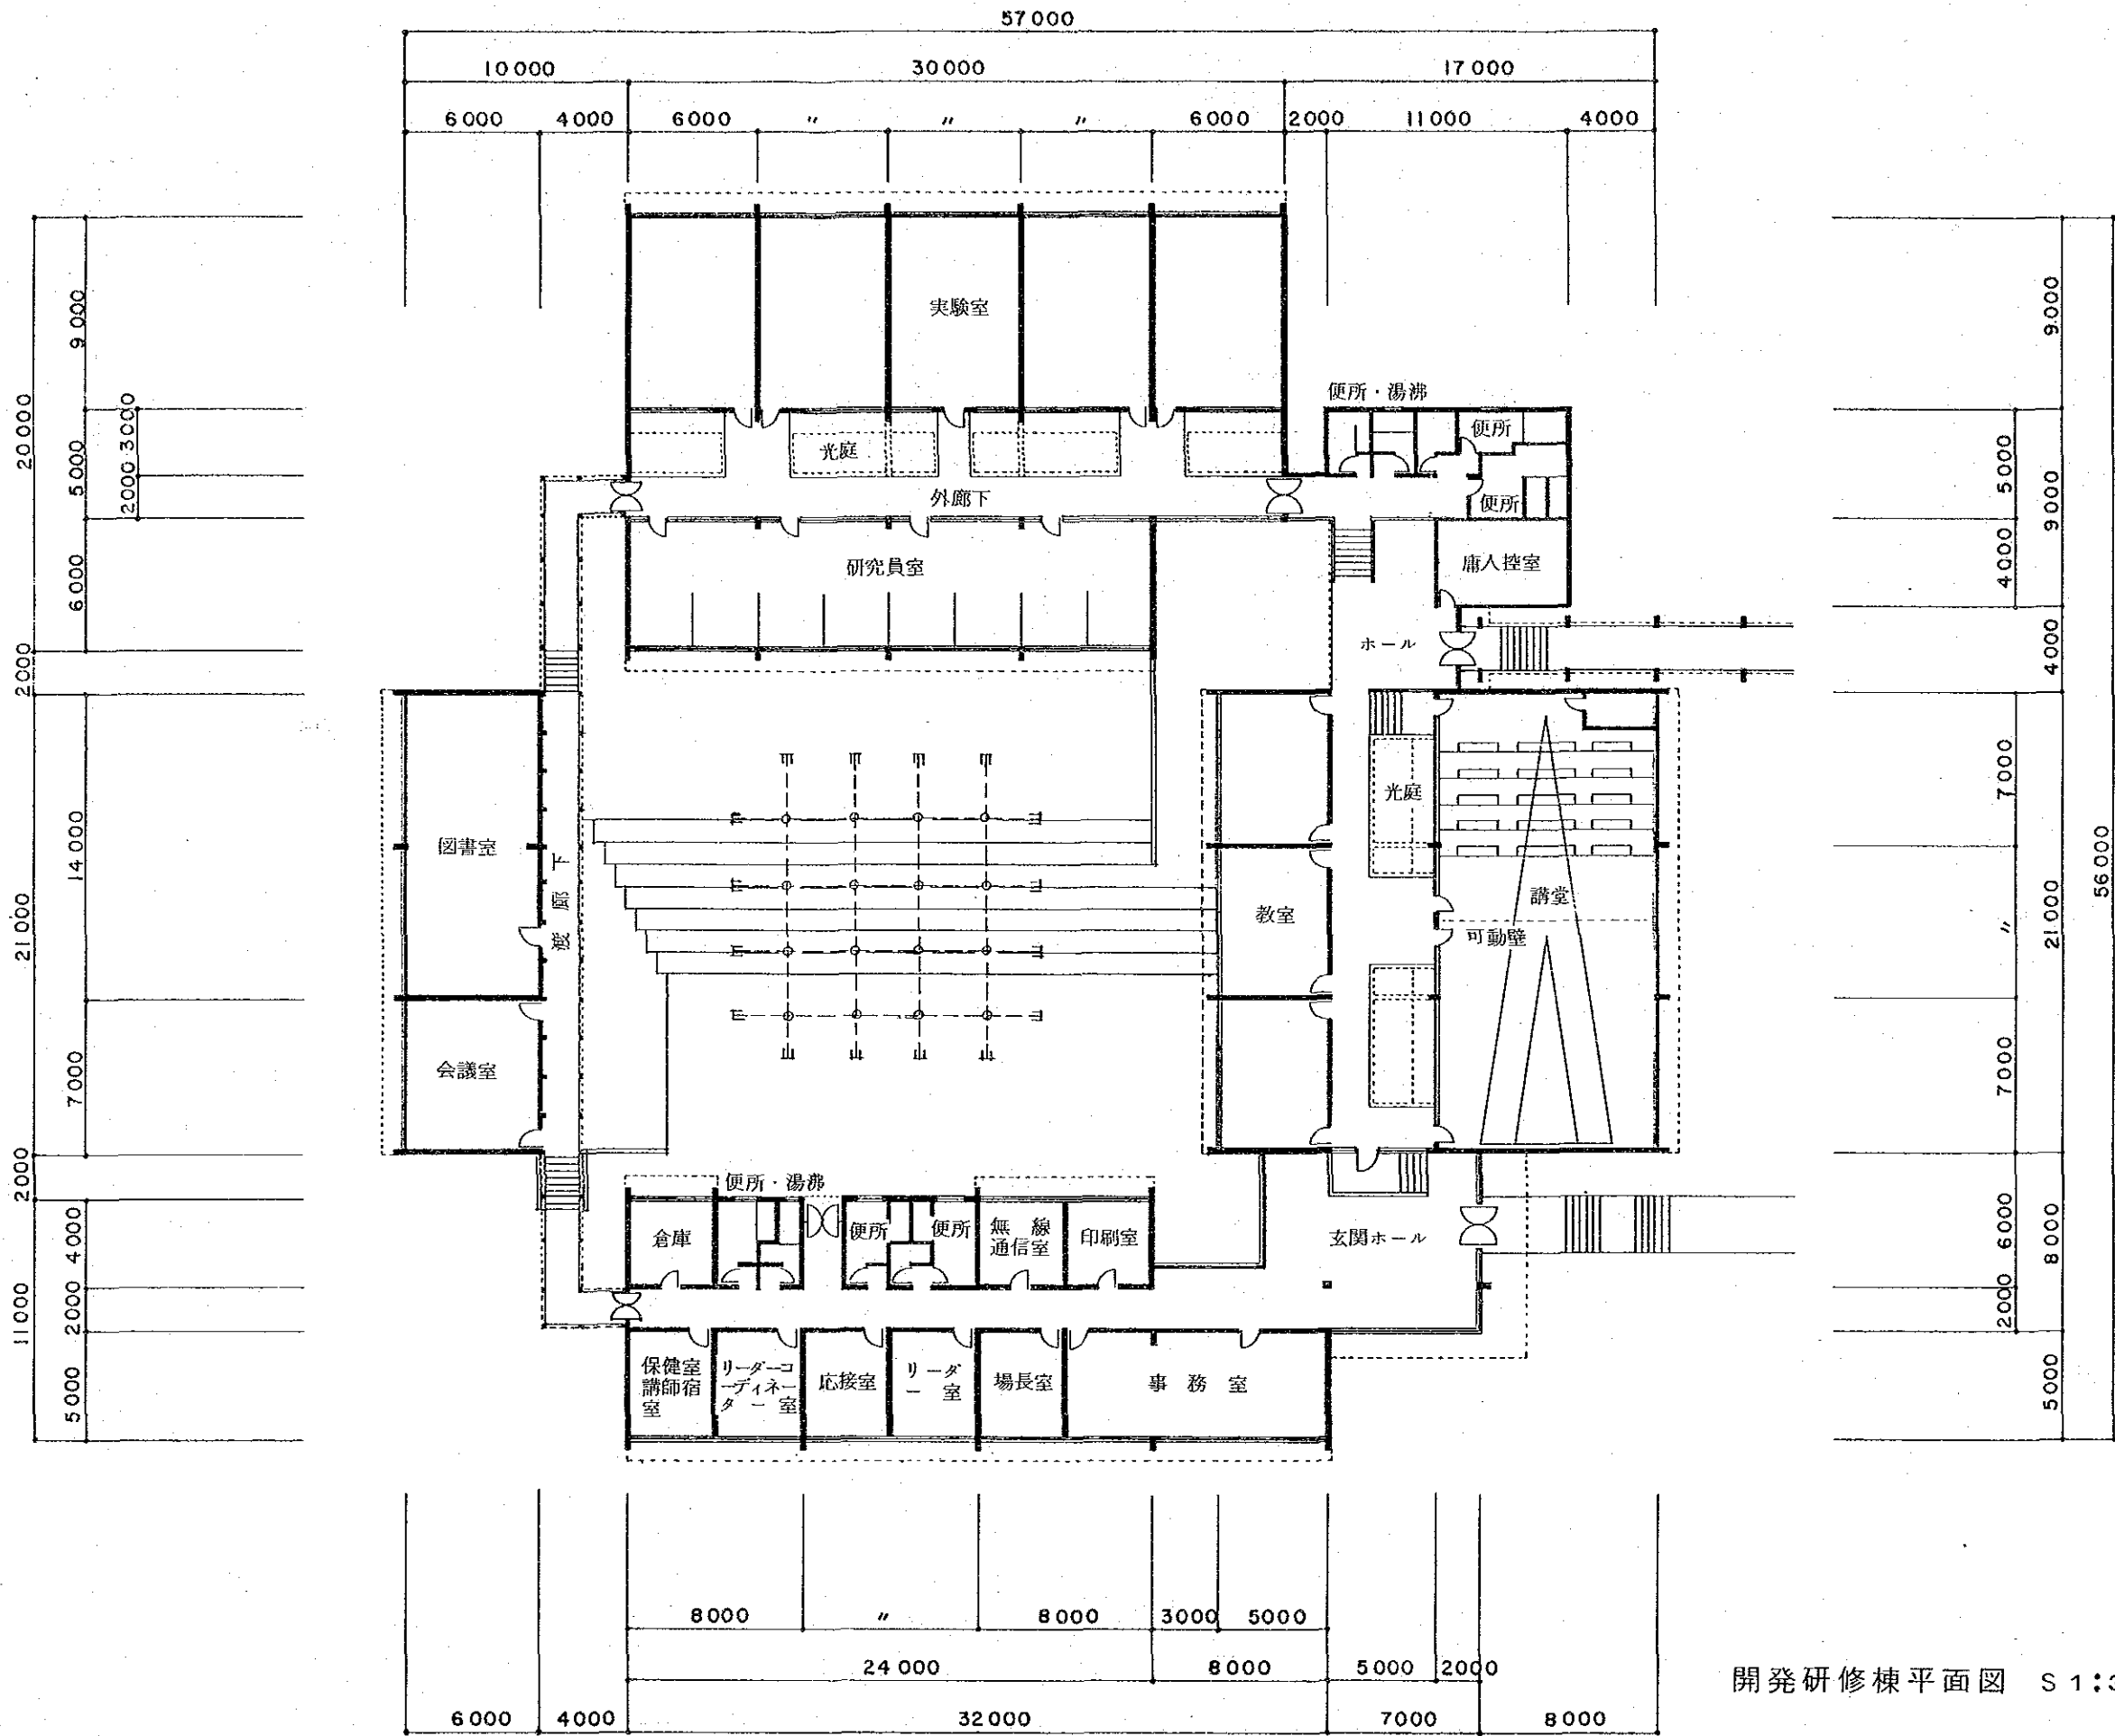 57000
10000 30000 17000
6000 4000 6000 〃 〃 〃 6000 2000 11000 4000
20000
9000
5000
3000
2000
6000
2000
21000
14000
7000
2000
11000
4000
2000
5000
9000
5000
9000
4000
4000
56000
7000
21000
〃
7000
6000
8000
2000
5000
実験室
便所・湯沸
便所
光庭
外廊下
便所
研究員室
庸人控室
ホール
光庭
図書室
渡廊下
教室
講堂
可動壁
会議室
便所・湯沸
倉庫
便所
便所
無線
通信室
印刷室
玄関ホール
保健室
講師宿
室
リーダーコ
ーディネー
ター室
応接室
リーダ
ー室
場長室
事務室
8000 〃 8000 3000 5000
24000 8000 5000 2000
6000 4000 32000 7000 8000
開発研修棟平面図 S 1:3